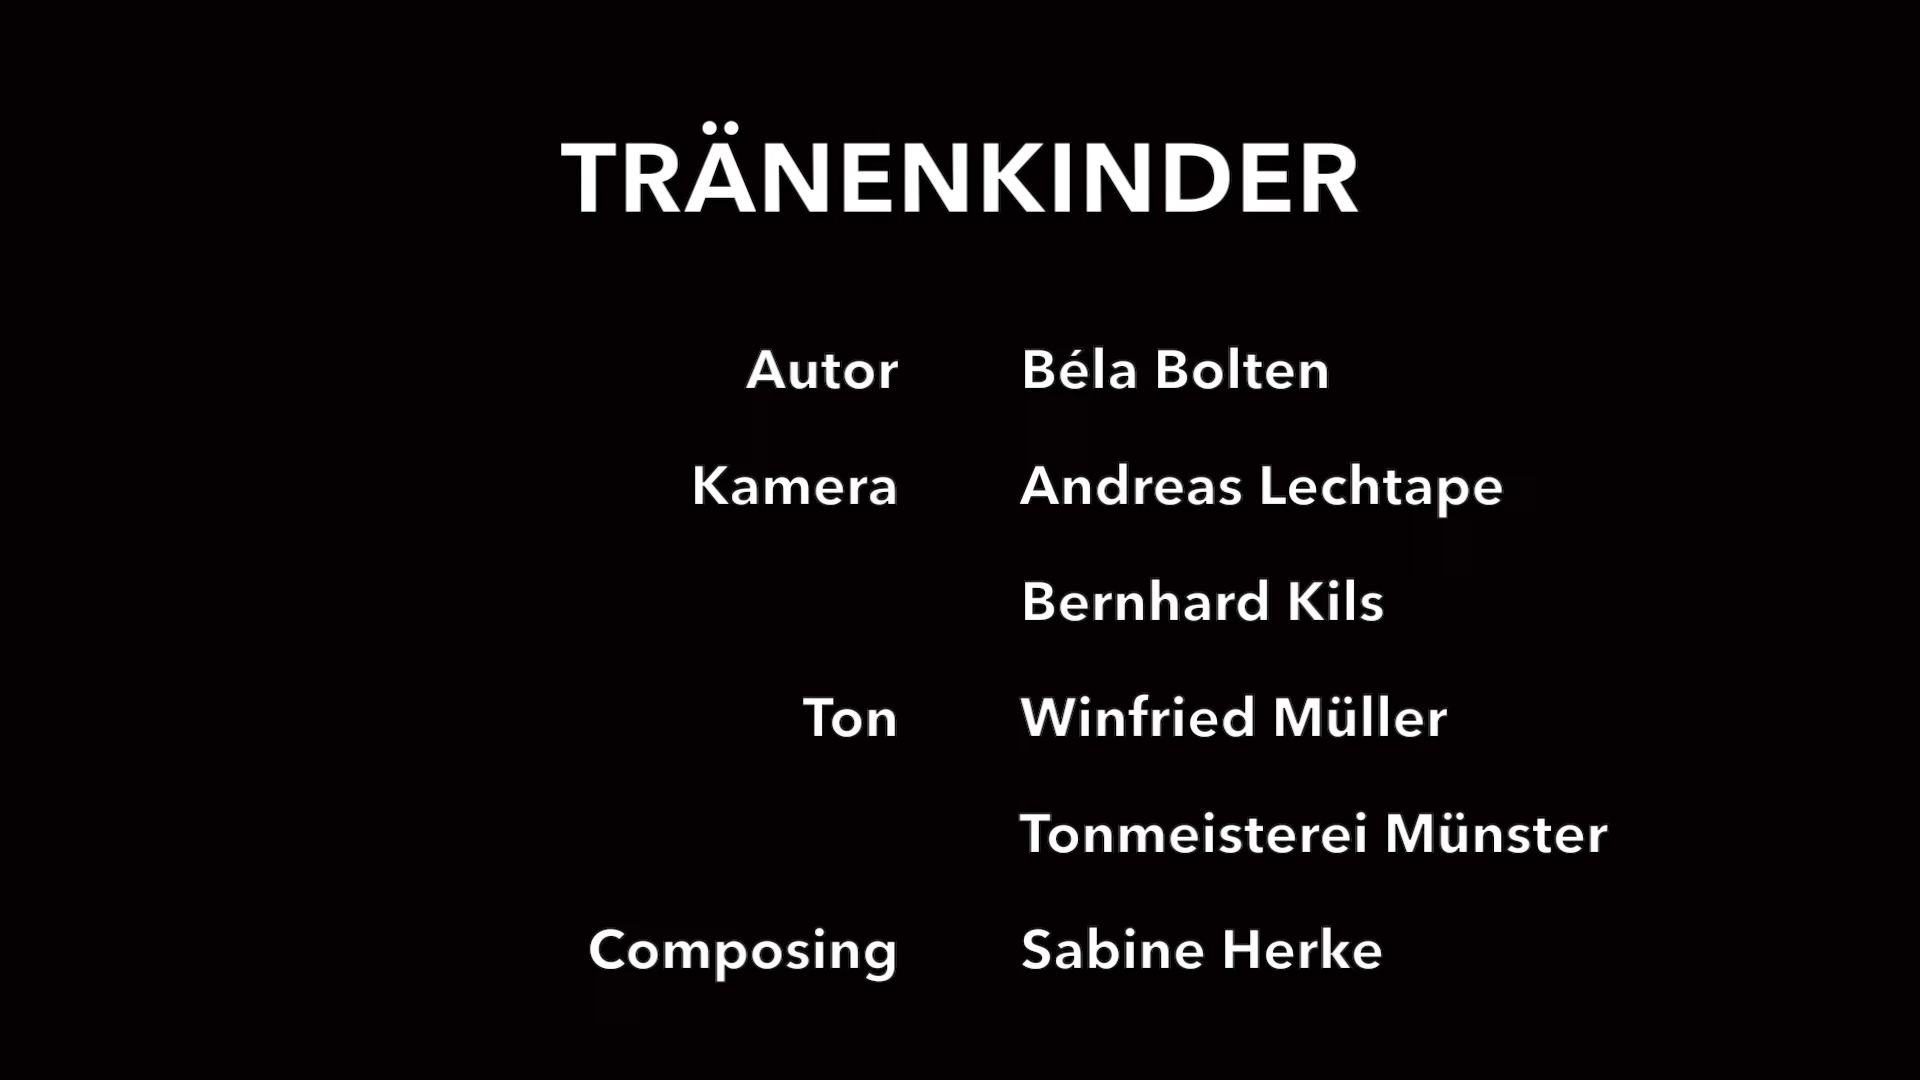 TRÄNENKINDER
Autor Béla Bolten
Kamera Andreas Lechtape
Bernhard Kils
Ton Winfried Müller
Tonmeisterei Münster
Composing Sabine Herke